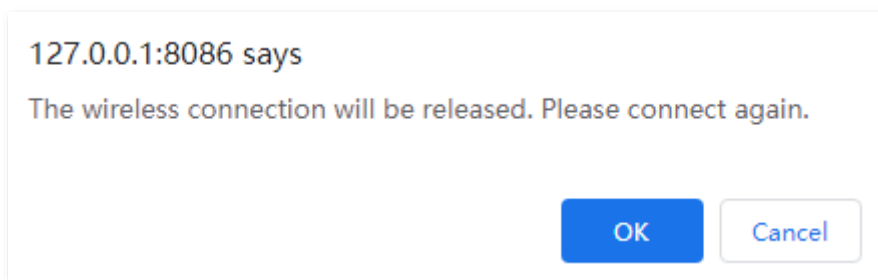 127.0.0.1:8086 says
The wireless connection will be released. Please connect again.
OK Cancel